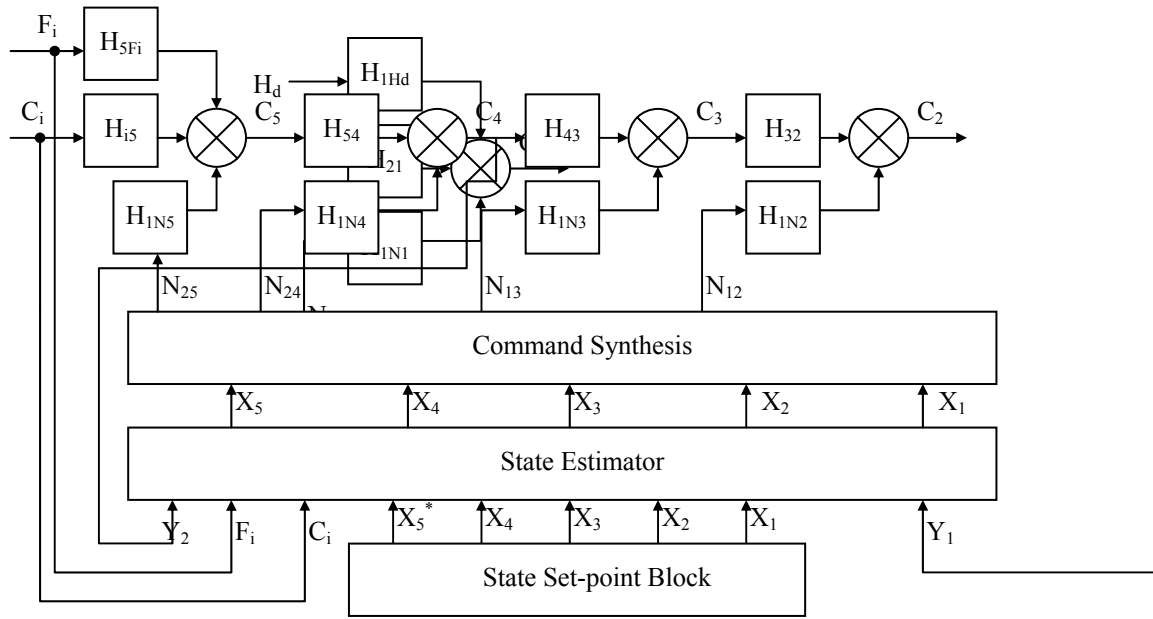 Fi
H5Fi
Hd
H1Hd
Ci
Hi5
C5
H54
C4
H43
C3
H32
C2
H21
H1N5
H1N4
1N1
H1N3
H1N2
N25
N24
N13
N12
Command Synthesis
X5
X4
X3
X2
X1
State Estimator
Y2
Fi
Ci
X5*
X4
X3
X2
X1
Y1
State Set-point Block